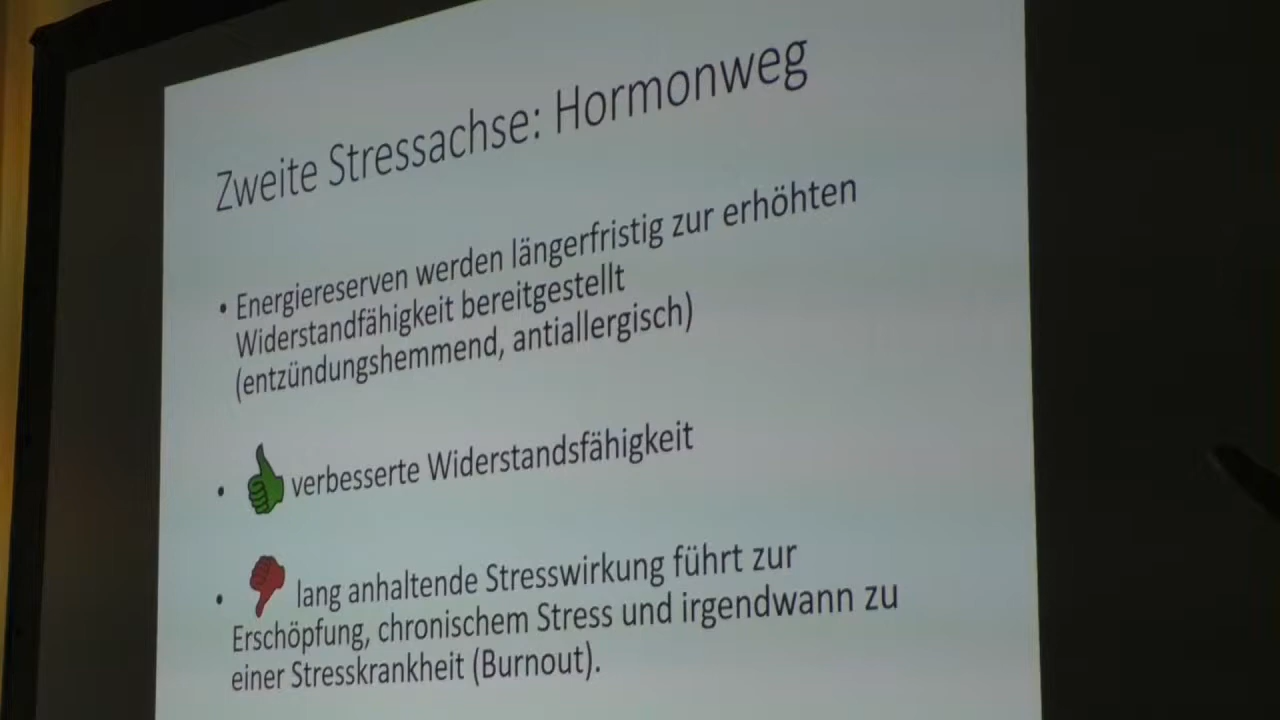 Zweite Stressachse: Hormonweg
• Energiereserven werden längerfristig zur erhöhten
Widerstandfähigkeit bereitgestellt
(entzündungshemmend, antiallergisch)
• verbesserte Widerstandsfähigkeit
• lang anhaltende Stresswirkung führt zur
Erschöpfung, chronischem Stress und irgendwann zu
einer Stresskrankheit (Burnout).